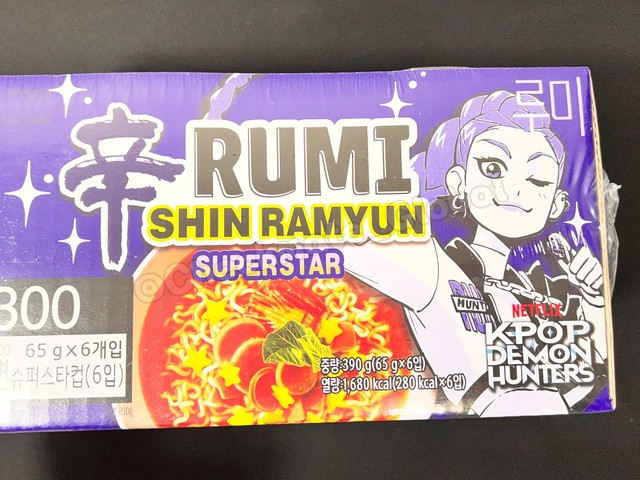 루미
辛
RUMI
SHIN RAMYUN
SUPERSTAR
HUNT
NETFLIX
KPOP
DEMON
HUNTERS
300
65 g×6개입
면슈퍼스타컵(6입)
중량:390 g(65 g×6입)
열량:1,680 kcal(280 kcal×6입)